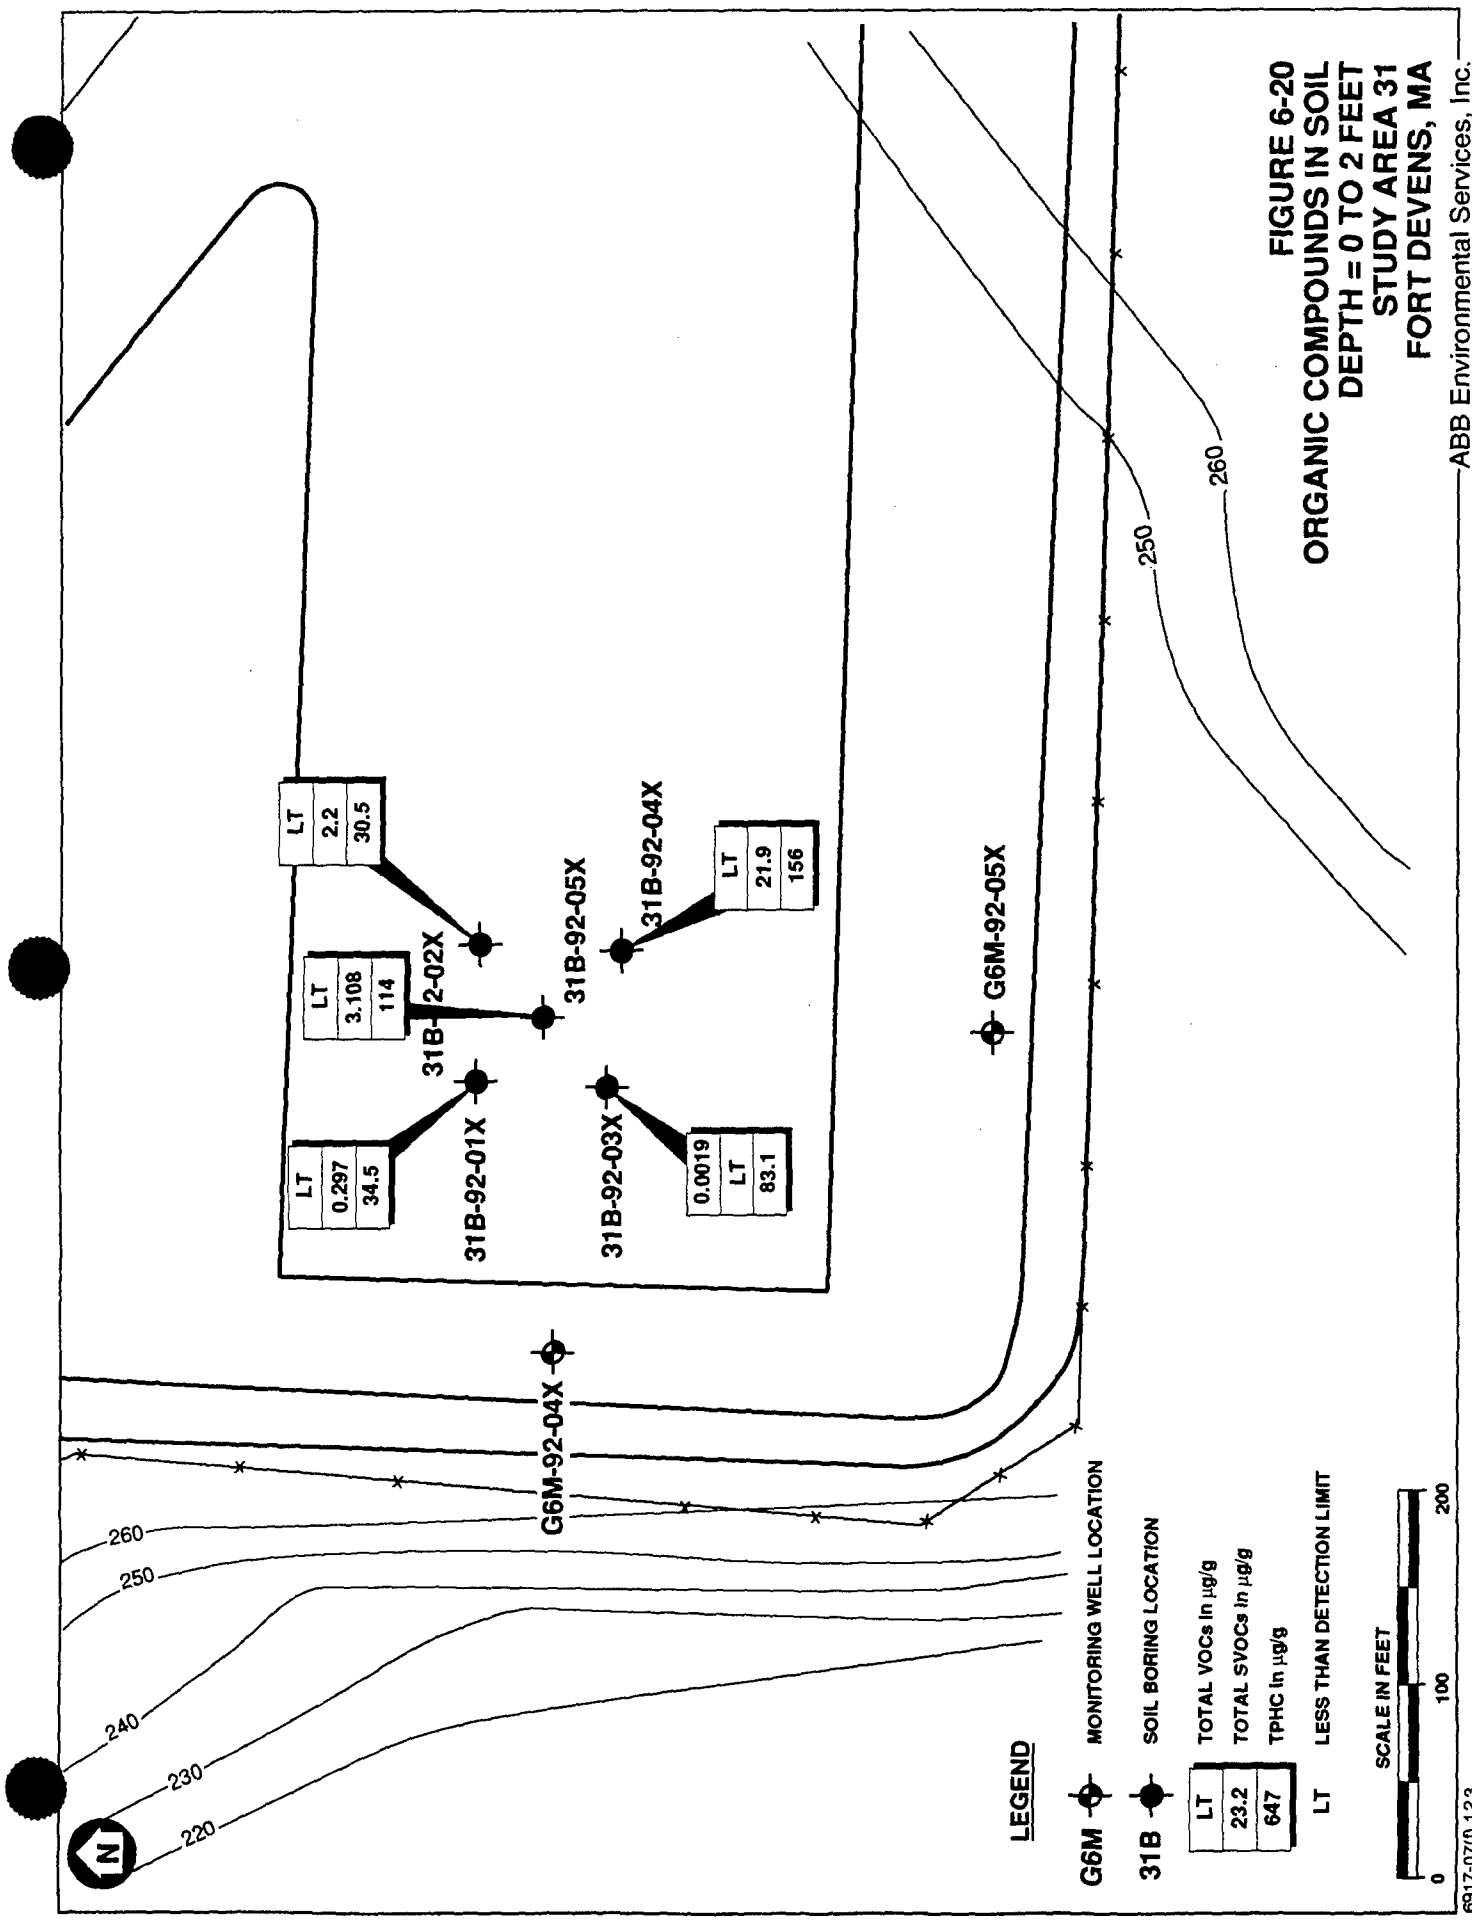 N
260
250
240
230
220
LT
0.297
34.5
31B-92-01X
LT
3.108
114
31B- 2-02X
LT
2.2
30.5
31B-92-05X
31B-92-04X
LT
21.9
156
31B-92-03X
0.0019
LT
83.1
G6M-92-04X
G6M-92-05X
250
260
LEGEND
G6M MONITORING WELL LOCATION
31B SOIL BORING LOCATION
LT TOTAL VOCs in µg/g
23.2 TOTAL SVOCs in µg/g
647 TPHC in µg/g
LT LESS THAN DETECTION LIMIT
SCALE IN FEET
0 100 200
FIGURE 6-20
ORGANIC COMPOUNDS IN SOIL
DEPTH = 0 TO 2 FEET
STUDY AREA 31
FORT DEVENS, MA
ABB Environmental Services, Inc.